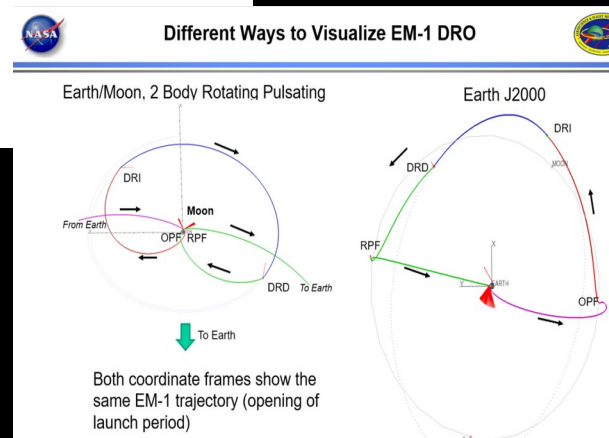 NASA
Different Ways to Visualize EM-1 DRO
Earth/Moon, 2 Body Rotating Pulsating
DRI
Moon
From Earth
OPF RPF
DRD
To Earth
To Earth
Both coordinate frames show the
same EM-1 trajectory (opening of
launch period)
Earth J2000
DRI
DRD
MOON
RPF
X
Y
EARTH
OPF